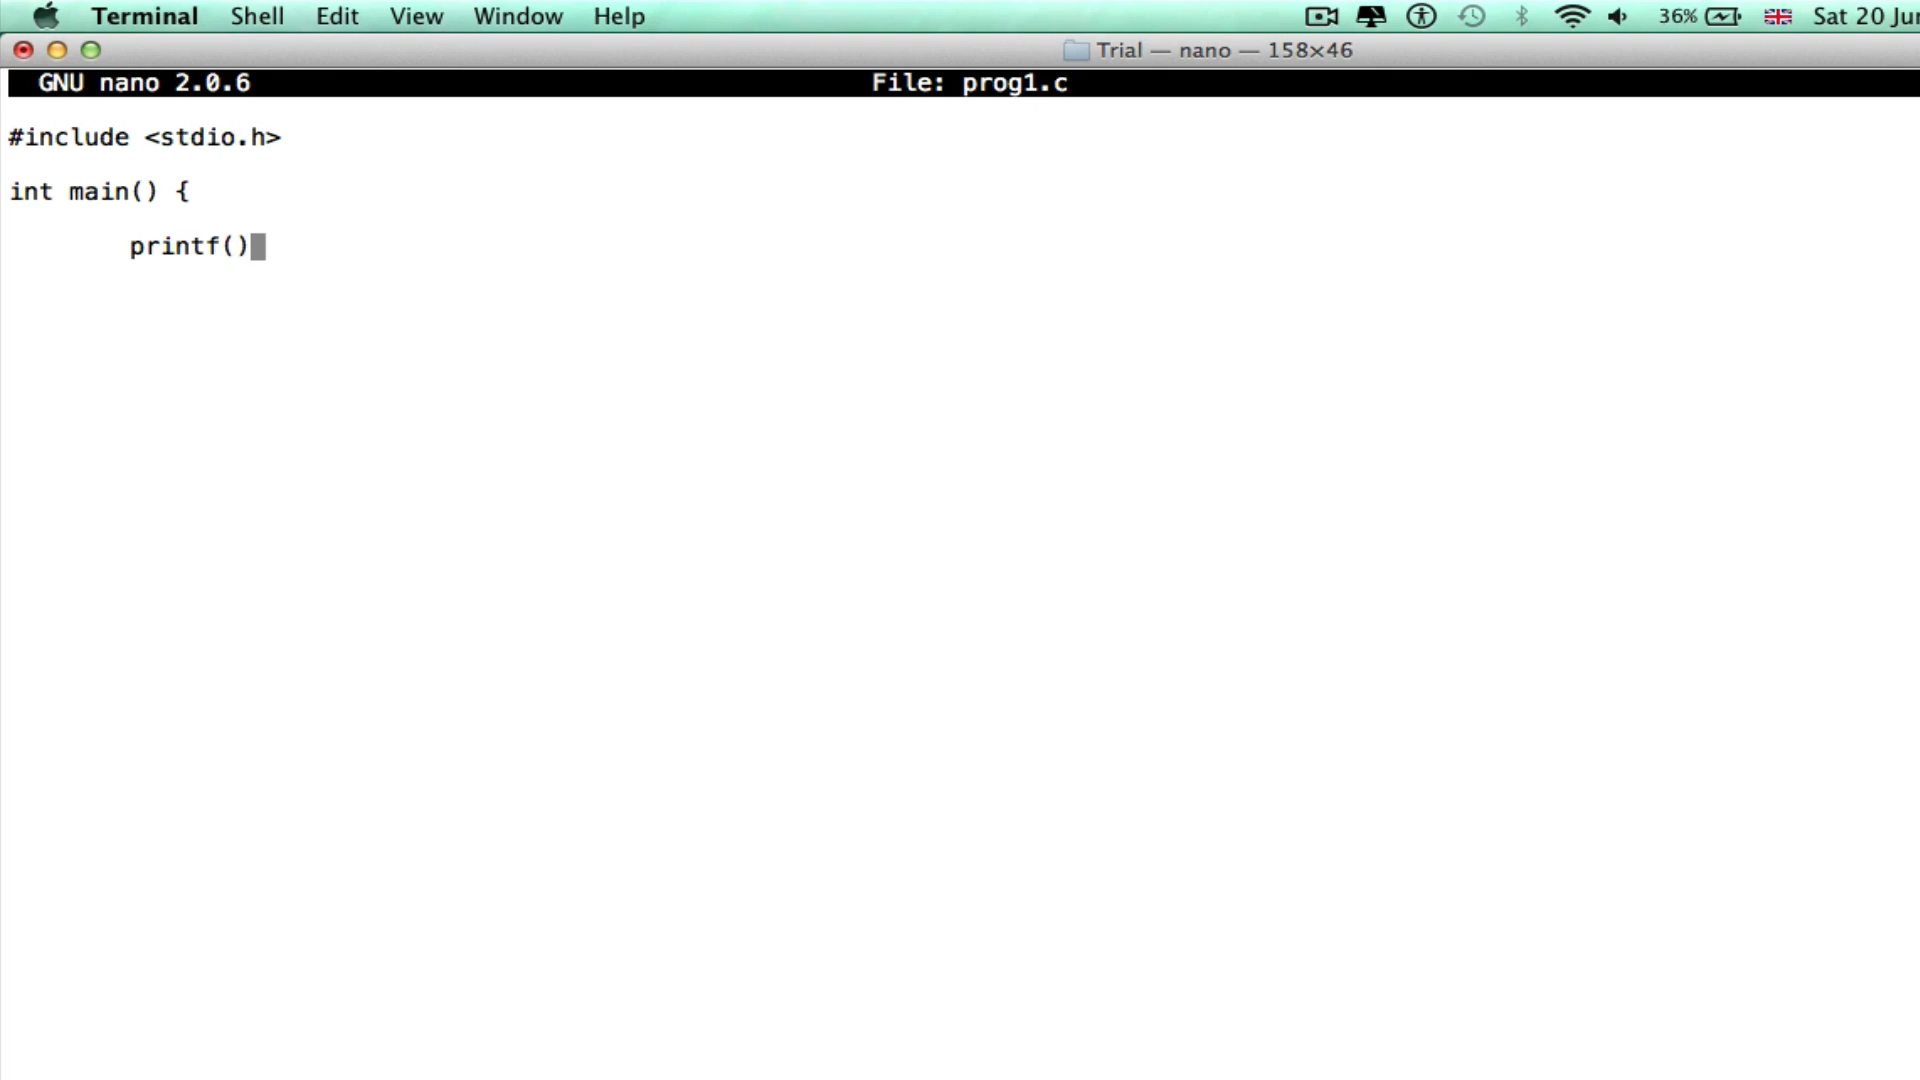 Terminal Shell Edit View Window Help 36% Sat 20
Trial — nano — 158×46
GNU nano 2.0.6 File: prog1.c
#include <stdio.h>
int main() {
printf()